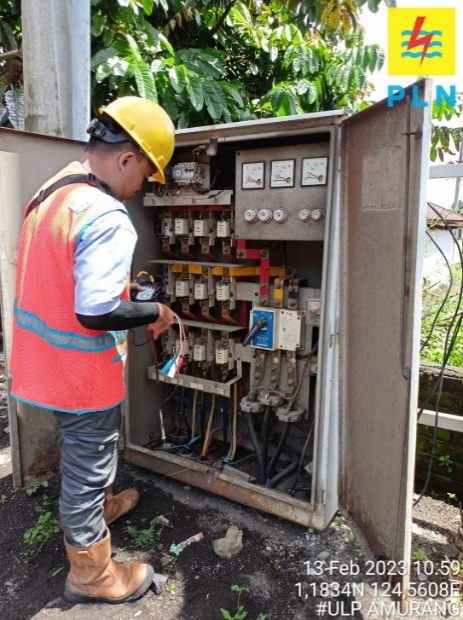 PLN
13 Feb 2023 10.59
1,1834N 124.5608E
#ULP AMURANG